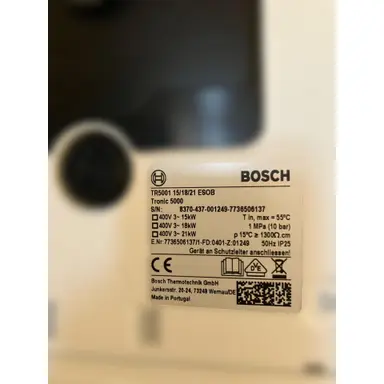 BOSCH
TR5001 15/18/21 ESOB
Tronic 5000
S/N: 8370-437-001249-7736506137
400V 3~ 15kW T in, max = 55°C
400V 3~ 18kW 1 MPa (10 bar)
400V 3~ 21kW ρ 15°C ≥ 1300Ω.cm
E.Nr:7736506137/1-FD:0401-Z:01249 50Hz IP25
Gerät an Schutzleiter anschliessen!
CE
Bosch Thermotechnik GmbH
Junkersstr. 20-24, 73249 Wernau/DE
Made in Portugal